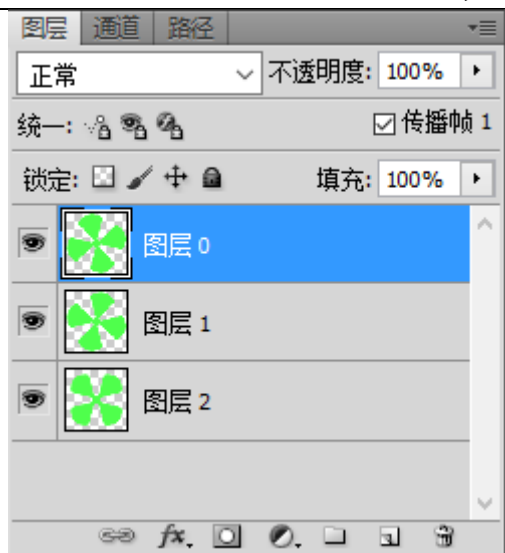 图层 通道 路径
正常 不透明度: 100%
统一: 传播帧 1
锁定: 填充: 100%
图层 0
图层 1
图层 2
fx.